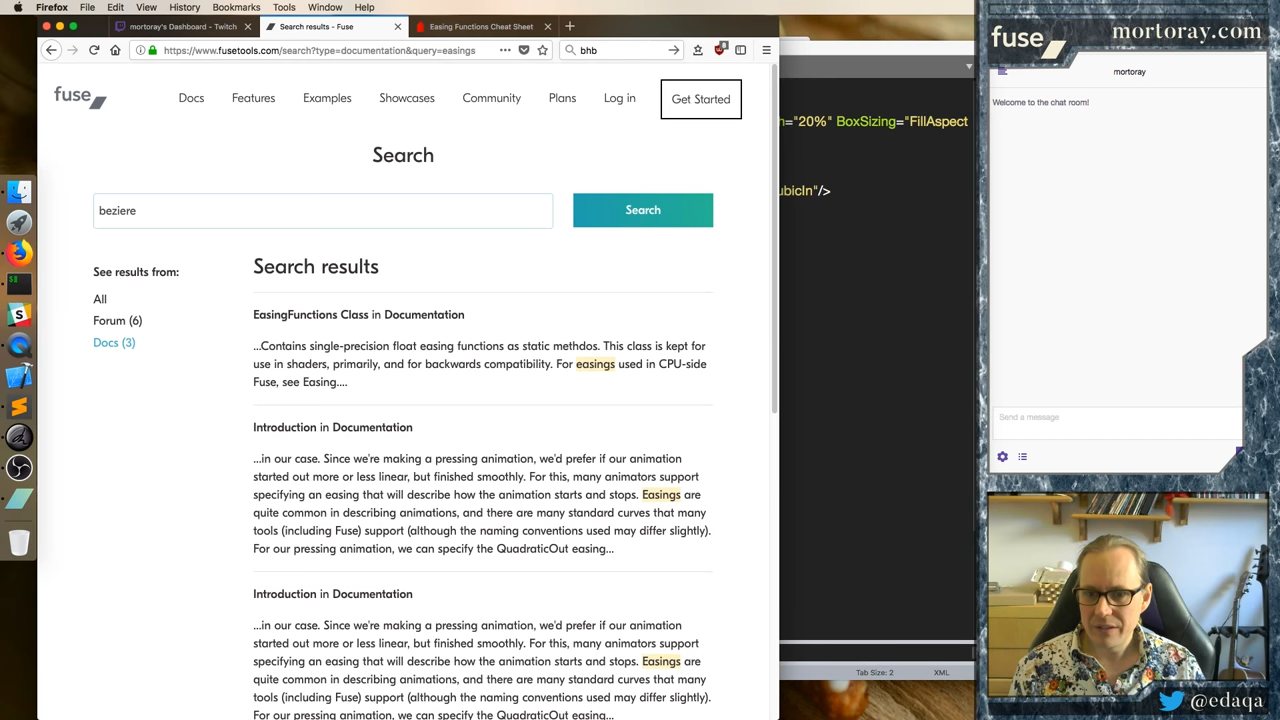 Firefox File Edit View History Bookmarks Tools Window Help
mortoray's Dashboard - Twitch
Search results - Fuse
Easing Functions Cheat Sheet
https://www.fusetools.com/search?type=documentation&query=easings
bhb
fuse
Docs Features Examples Showcases Community Plans Log in Get Started
Search
beziere
Search
See results from:
All
Forum (6)
Docs (3)
Search results
EasingFunctions Class in Documentation
...Contains single-precision float easing functions as static methdos. This class is kept for
use in shaders, primarily, and for backwards compatibility. For easings used in CPU-side
Fuse, see Easing....
Introduction in Documentation
...in our case. Since we're making a pressing animation, we'd prefer if our animation
started out more or less linear, but finished smoothly. For this, many animators support
specifying an easing that will describe how the animation starts and stops. Easings are
quite common in describing animations, and there are many standard curves that many
tools (including Fuse) support (although the naming conventions used may differ slightly).
For our pressing animation, we can specify the QuadraticOut easing...
Introduction in Documentation
...in our case. Since we're making a pressing animation, we'd prefer if our animation
started out more or less linear, but finished smoothly. For this, many animators support
specifying an easing that will describe how the animation starts and stops. Easings are
quite common in describing animations, and there are many standard curves that many
tools (including Fuse) support (although the naming conventions used may differ slightly).
For our pressing animation, we can specify the QuadraticOut easing...
="20%" BoxSizing="FillAspect
ubicIn"/>
Tab Size: 2
XML
fuse
mortoray.com
mortoray
Welcome to the chat room!
Send a message
@edaqa